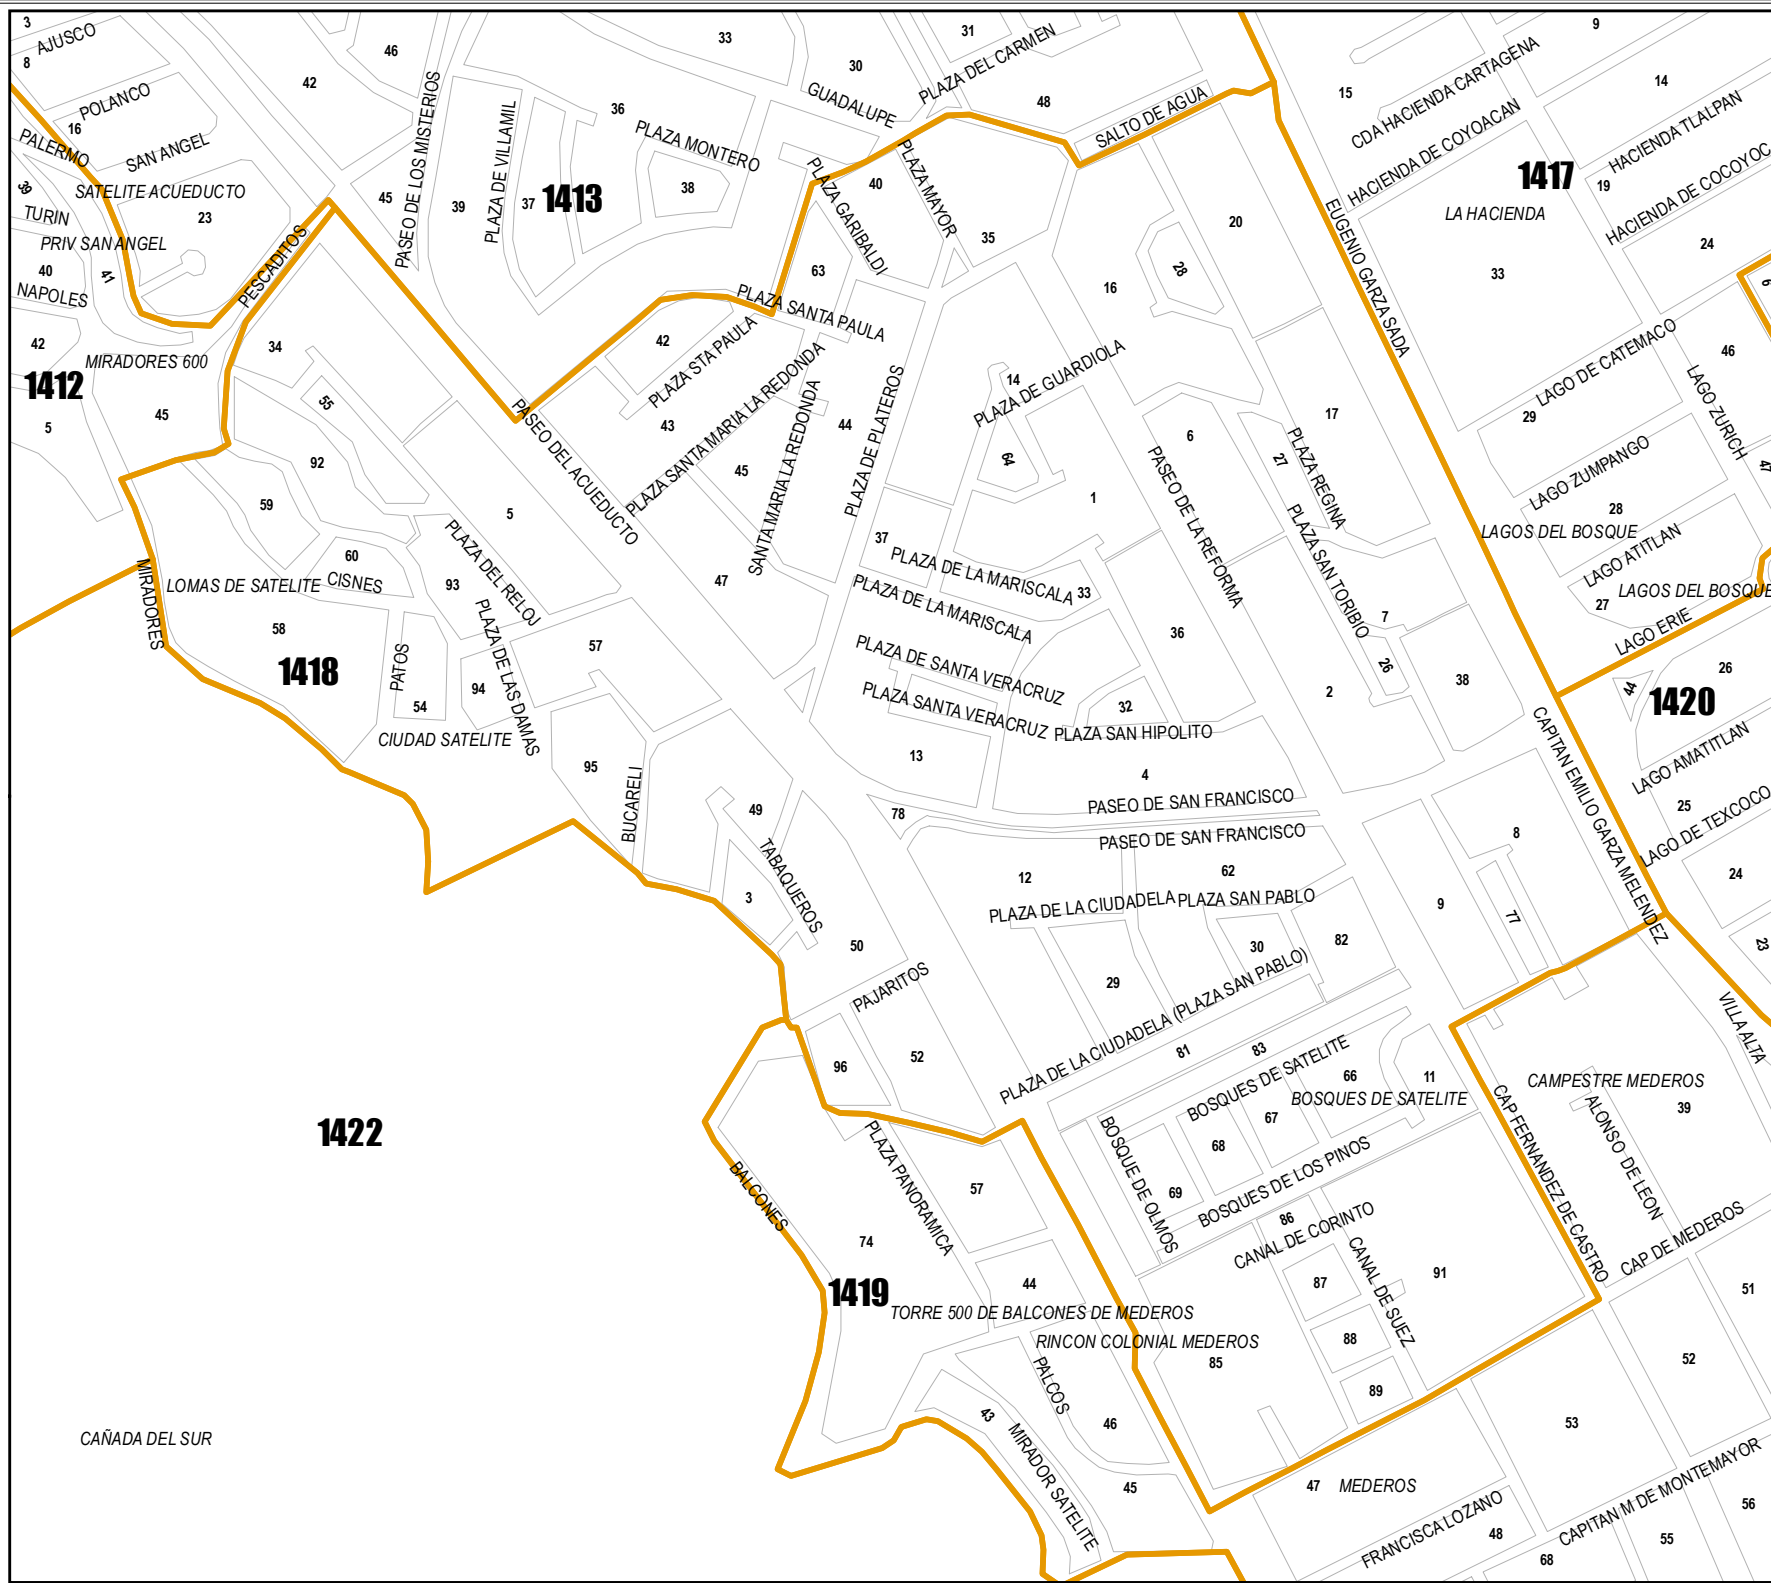 3
AJUSCO
8
POLANCO
16
PALERMO
SAN ANGEL
39
SATELITE ACUEDUCTO
TURIN
23
PRIV SAN ANGEL
40
41
NAPOLES
PESCADITOS
42
MIRADORES 600
1412
45
5
42
46
33
31
PLAZA DEL CARMEN
30
GUADALUPE
48
SALTO DE AGUA
PASEO DE LOS MISTERIOS
PLAZA DE VILLAMIL
36
PLAZA MONTERO
38
45
39
37
1413
PLAZA GARIBALDI
40
PLAZA MAYOR
35
63
PLAZA SANTA PAULA
42
PLAZA STA PAULA
43
PLAZA SANTA MARIA LA REDONDA
SANTA MARIA LA REDONDA
44
45
PLAZA DE PLATEROS
47
PASEO DEL ACUEDUCTO
9
15
CDA HACIENDA CARTAGENA
14
HACIENDA DE COYOACAN
HACIENDA TLALPAN
1417
19
HACIENDA DE COCOYOC
LA HACIENDA
24
33
6
EUGENIO GARZA SADA
20
28
16
LAGO DE CATEMACO
46
LAGO ZURICH
29
LAGO ZUMPANGO
47
28
LAGOS DEL BOSQUE
LAGO ATITLAN
27
LAGOS DEL BOSQUE
LAGO ERIE
14
PLAZA DE GUARDIOLA
64
1
6
17
27
PLAZA REGINA
PASEO DE LA REFORMA
PLAZA SAN TORIBIO
7
26
38
2
34
55
92
59
5
60
CISNES
LOMAS DE SATELITE
93
PLAZA DEL RELOJ
PLAZA DE LAS DAMAS
MIRADORES
58
1418
PATOS
54
94
57
CIUDAD SATELITE
95
BUCARELI
49
TABAQUEROS
3
50
37
PLAZA DE LA MARISCALA
33
PLAZA DE LA MARISCALA
36
PLAZA DE SANTA VERACRUZ
PLAZA SANTA VERACRUZ
32
PLAZA SAN HIPOLITO
13
4
PASEO DE SAN FRANCISCO
78
PASEO DE SAN FRANCISCO
12
62
PLAZA DE LA CIUDADELA
PLAZA SAN PABLO
30
82
29
PLAZA DE LA CIUDADELA (PLAZA SAN PABLO)
81
83
9
8
77
CAPITAN EMILIO GARZA MELENDEZ
44
1420
26
LAGO AMATITLAN
25
LAGO DE TEXCOCO
24
23
VILLA ALTA
PAJARITOS
96
52
1422
BALCONES
PLAZA PANORAMICA
57
74
44
1419
TORRE 500 DE BALCONES DE MEDEROS
RINCON COLONIAL MEDEROS
PALCOS
43
46
MIRADOR SATELITE
45
CAÑADA DEL SUR
BOSQUES DE SATELITE
66
11
BOSQUES DE SATELITE
67
68
69
BOSQUE DE OLMOS
BOSQUES DE LOS PINOS
86
CANAL DE CORINTO
CANAL DE SUEZ
87
88
89
91
85
CAMPESTRE MEDEROS
39
ALONSO DE LEON
CAP FERNANDEZ DE CASTRO
CAP DE MEDEROS
51
52
53
47
MEDEROS
FRANCISCA LOZANO
48
CAPITAN M DE MONTEMAYOR
68
55
56